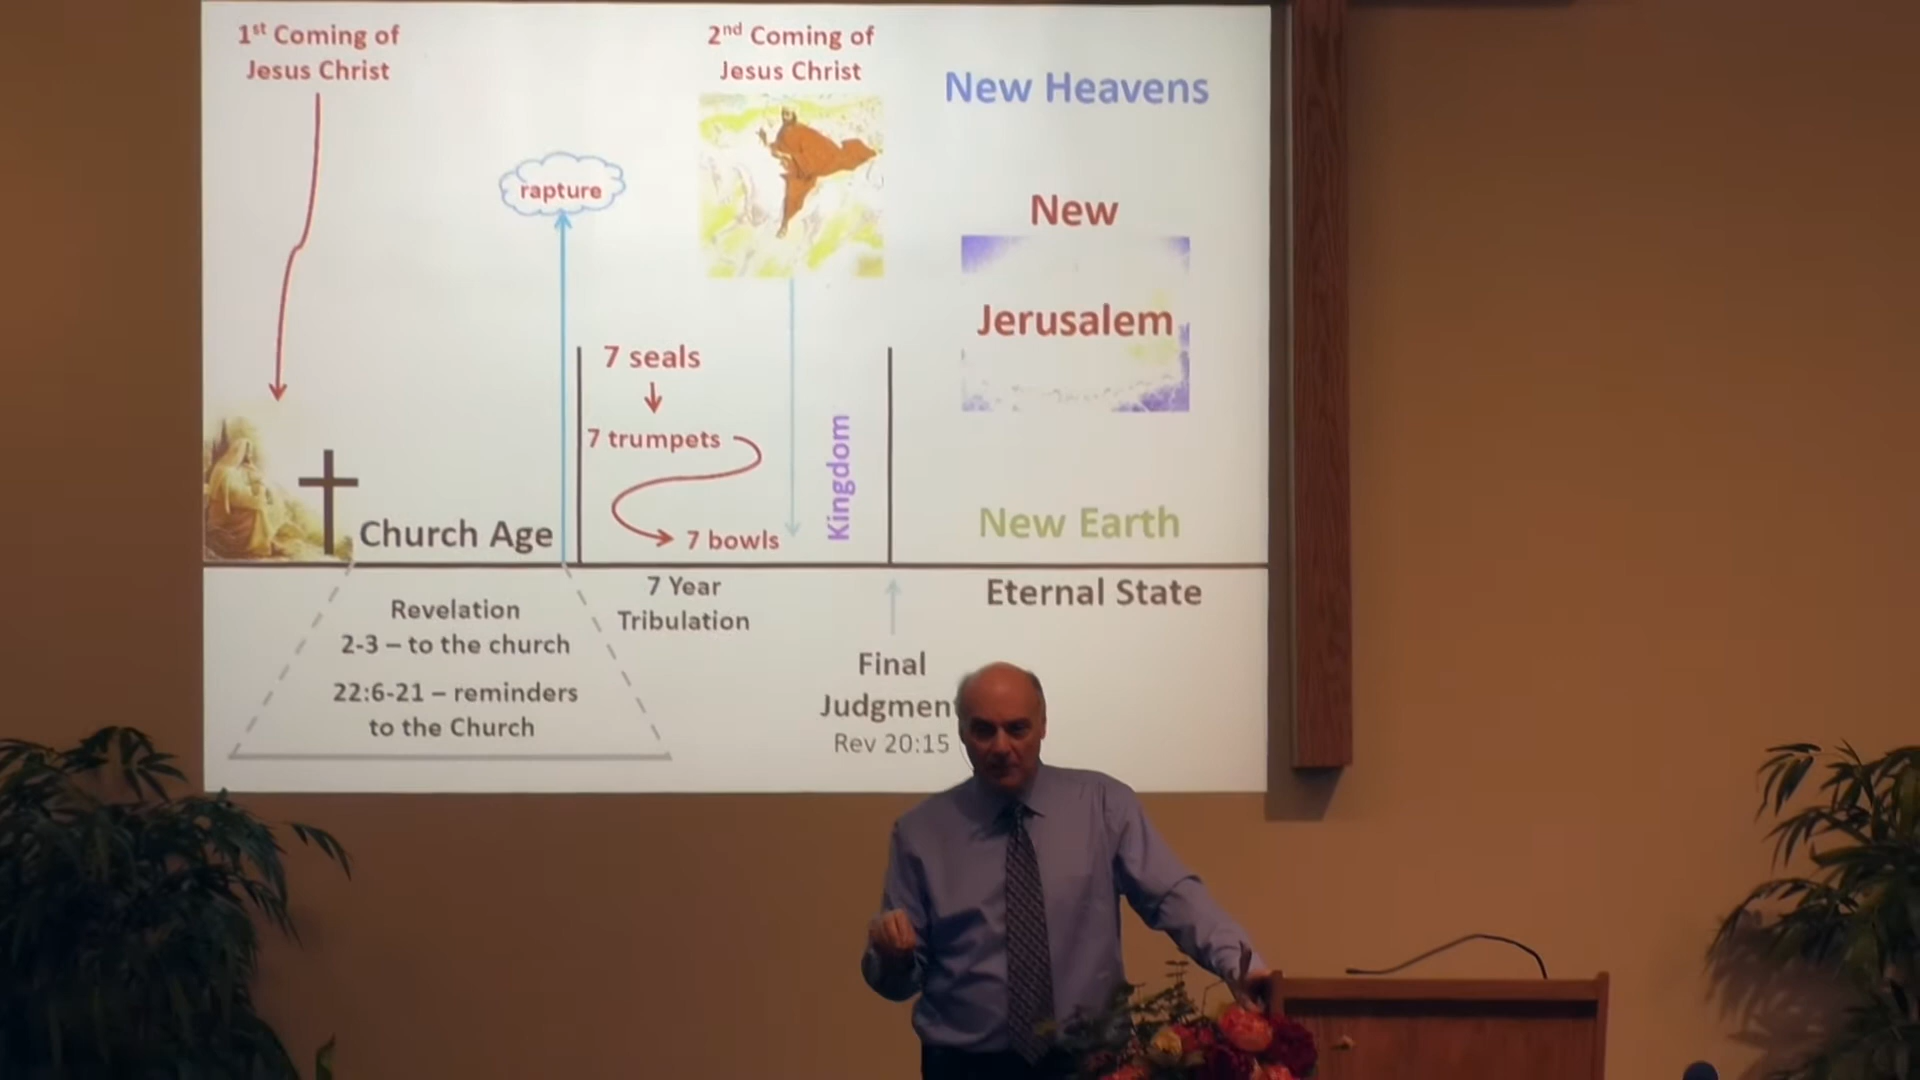 1st Coming of
Jesus Christ
2nd Coming of
Jesus Christ
New Heavens
rapture
New
Jerusalem
7 seals
7 trumpets
7 bowls
Kingdom
Church Age
New Earth
Revelation
2-3 – to the church
22:6-21 – reminders
to the Church
7 Year
Tribulation
Final
Judgment
Rev 20:15
Eternal State